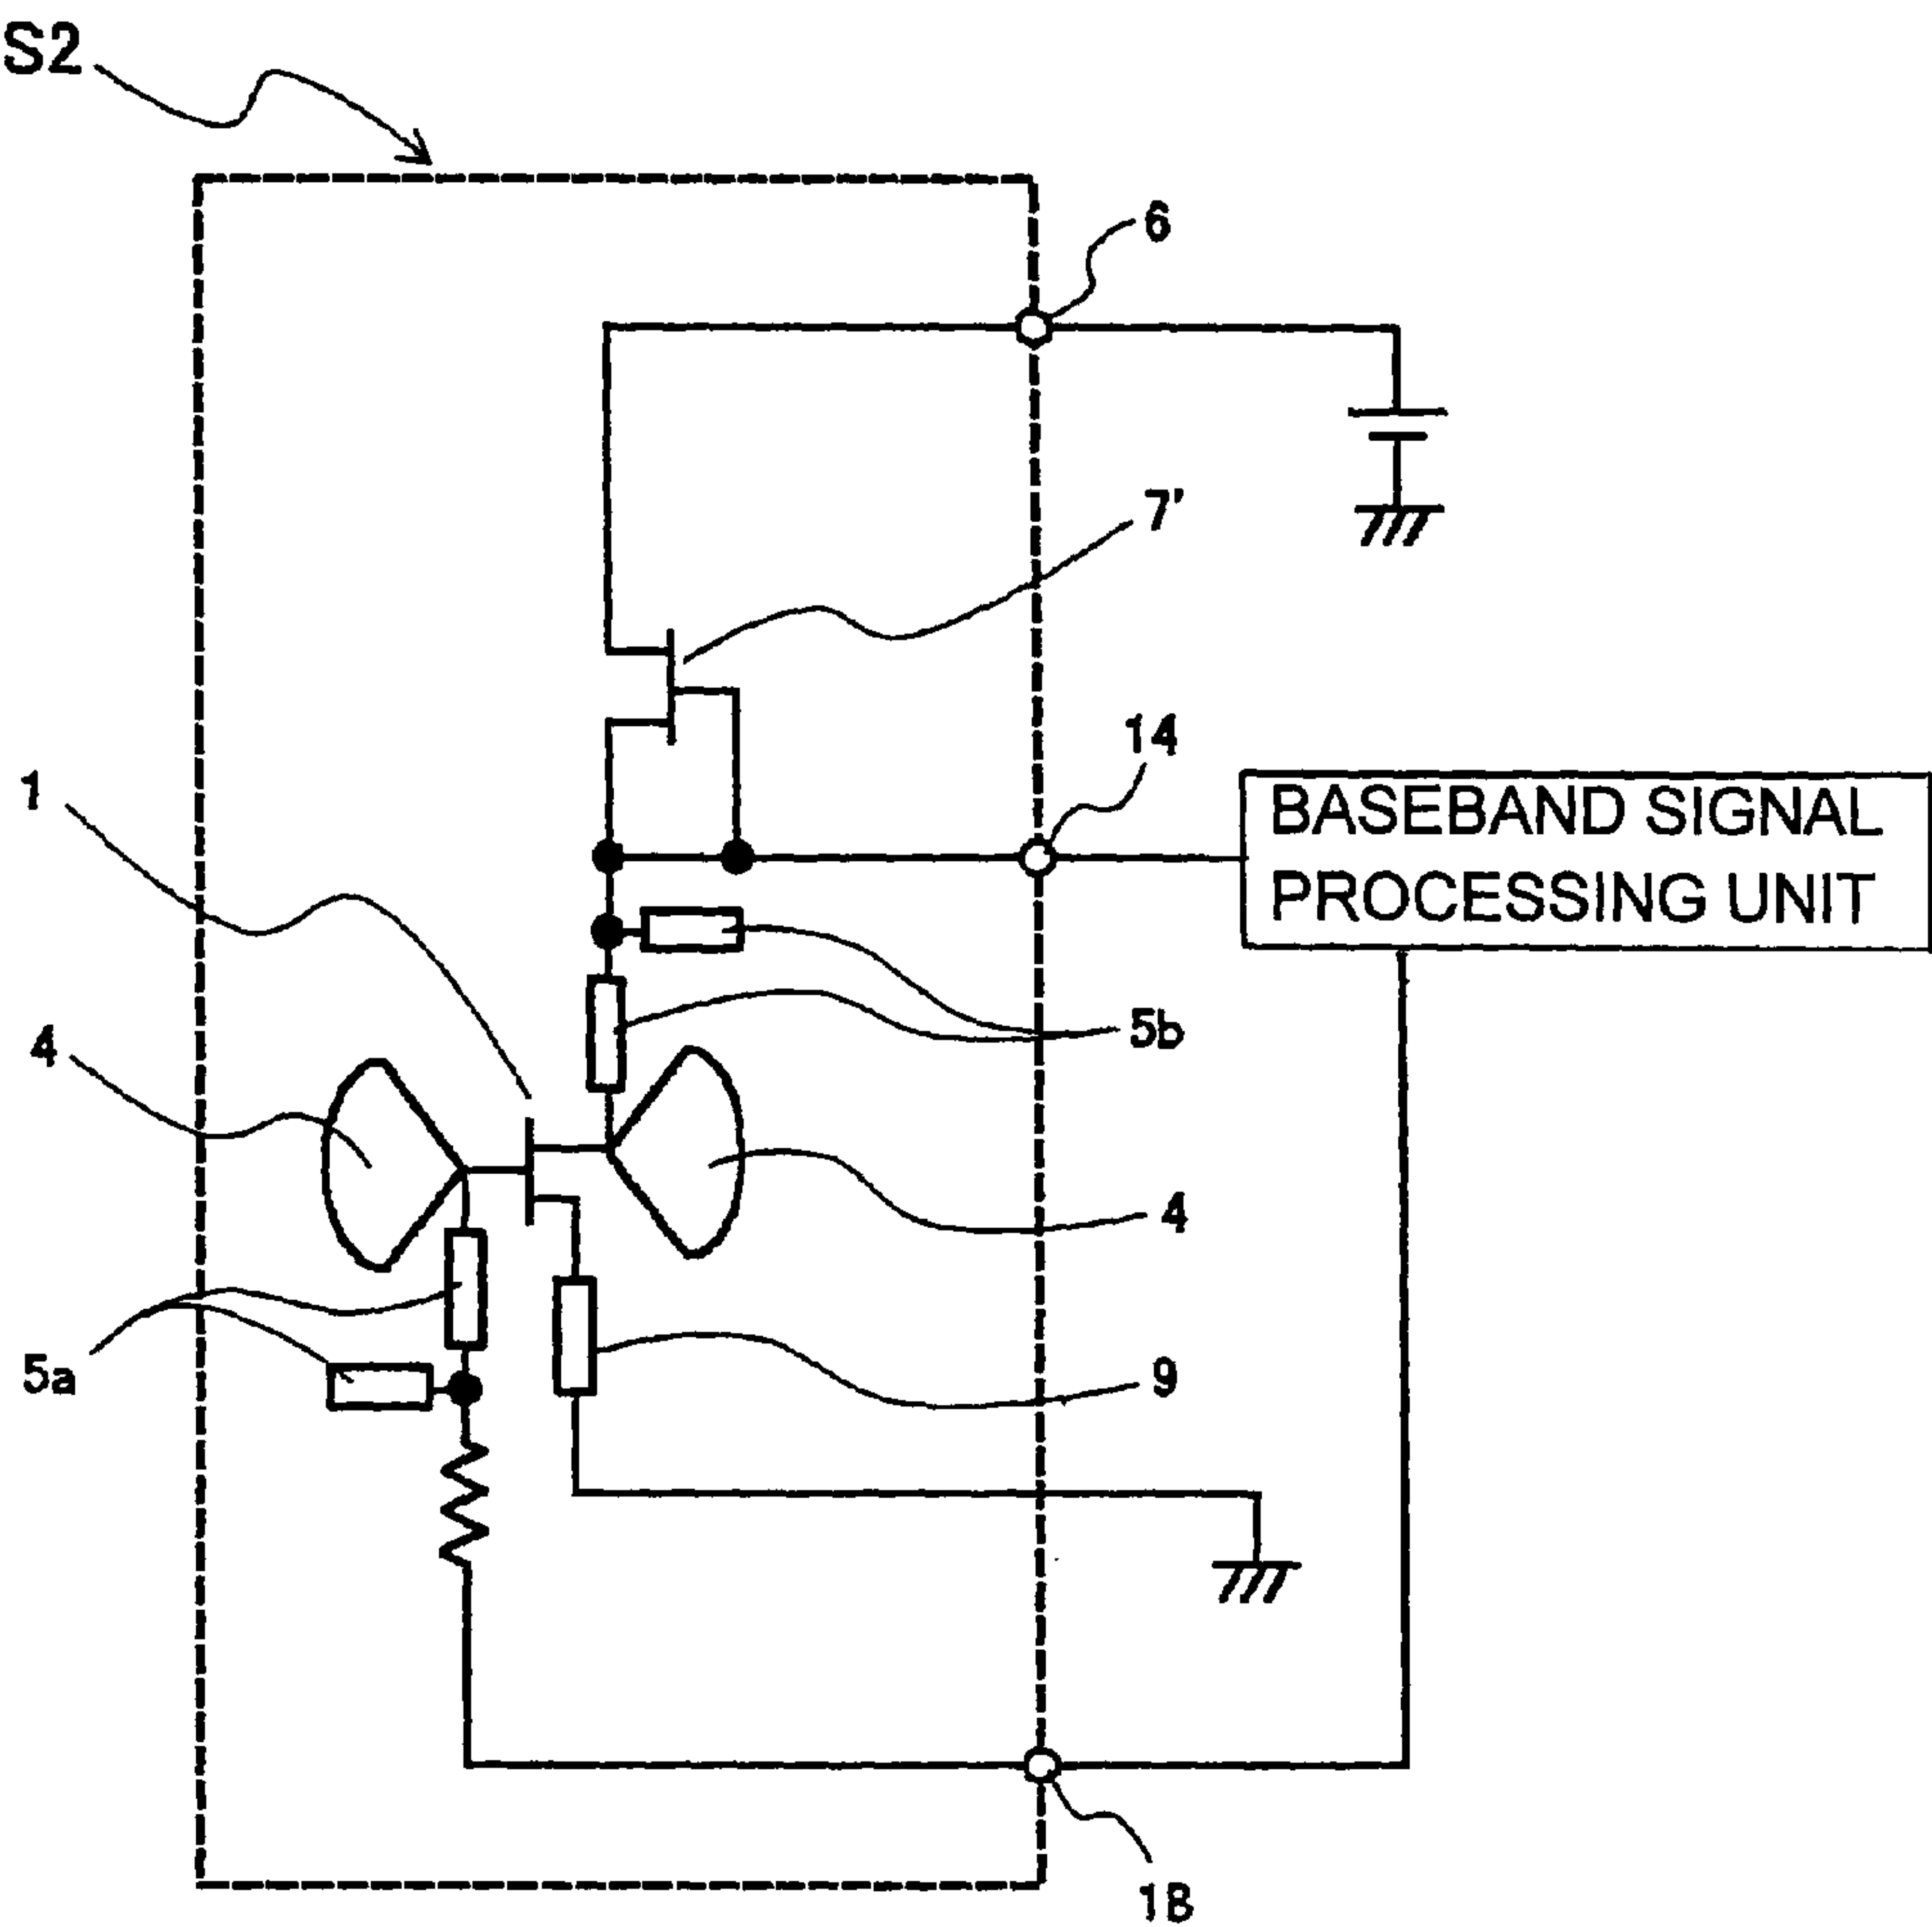 S2
6
7'
14
1
BASEBAND SIGNAL
PROCESSING UNIT
4
5b
4
5a
9
18